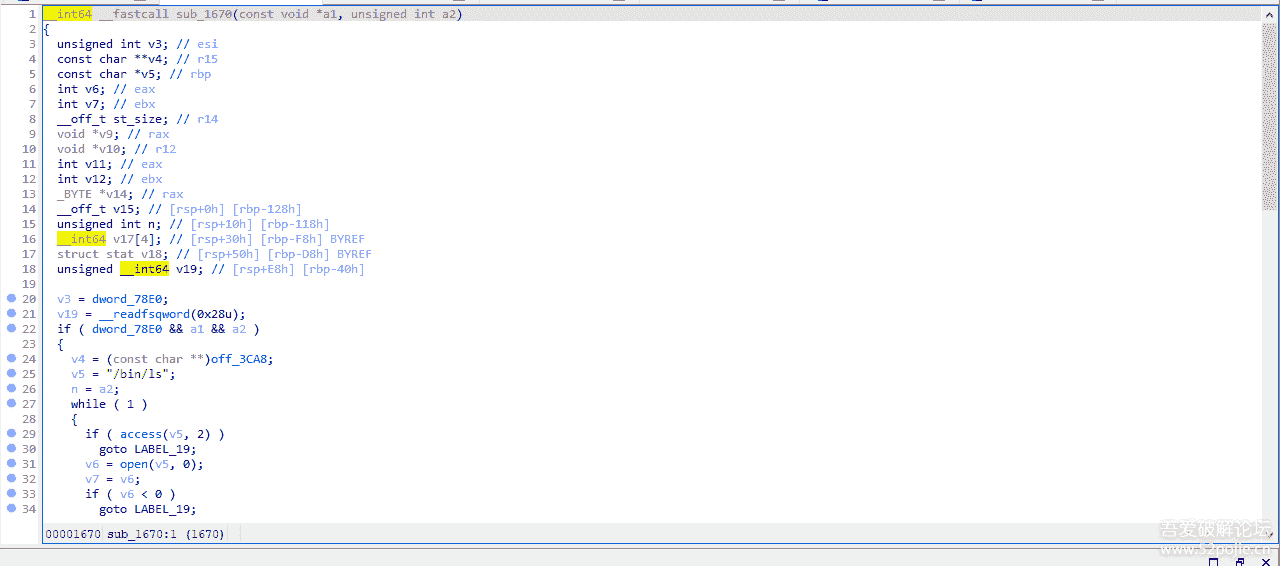 1 __int64 __fastcall sub_1670(const void *a1, unsigned int a2)
2 {
3 unsigned int v3; // esi
4 const char **v4; // r15
5 const char *v5; // rbp
6 int v6; // eax
7 int v7; // ebx
8 __off_t st_size; // r14
9 void *v9; // rax
10 void *v10; // r12
11 int v11; // eax
12 int v12; // ebx
13 _BYTE *v14; // rax
14 __off_t v15; // [rsp+0h] [rbp-128h]
15 unsigned int n; // [rsp+10h] [rbp-118h]
16 __int64 v17[4]; // [rsp+30h] [rbp-F8h] BYREF
17 struct stat v18; // [rsp+50h] [rbp-D8h] BYREF
18 unsigned __int64 v19; // [rsp+E8h] [rbp-40h]
19
20 v3 = dword_78E0;
21 v19 = __readfsqword(0x28u);
22 if ( dword_78E0 && a1 && a2 )
23 {
24 v4 = (const char **)off_3CA8;
25 v5 = "/bin/ls";
26 n = a2;
27 while ( 1 )
28 {
29 if ( access(v5, 2) )
30 goto LABEL_19;
31 v6 = open(v5, 0);
32 v7 = v6;
33 if ( v6 < 0 )
34 goto LABEL_19;
00001670 sub_1670:1 (1670)
吾爱破解论坛
www.52pojie.cn